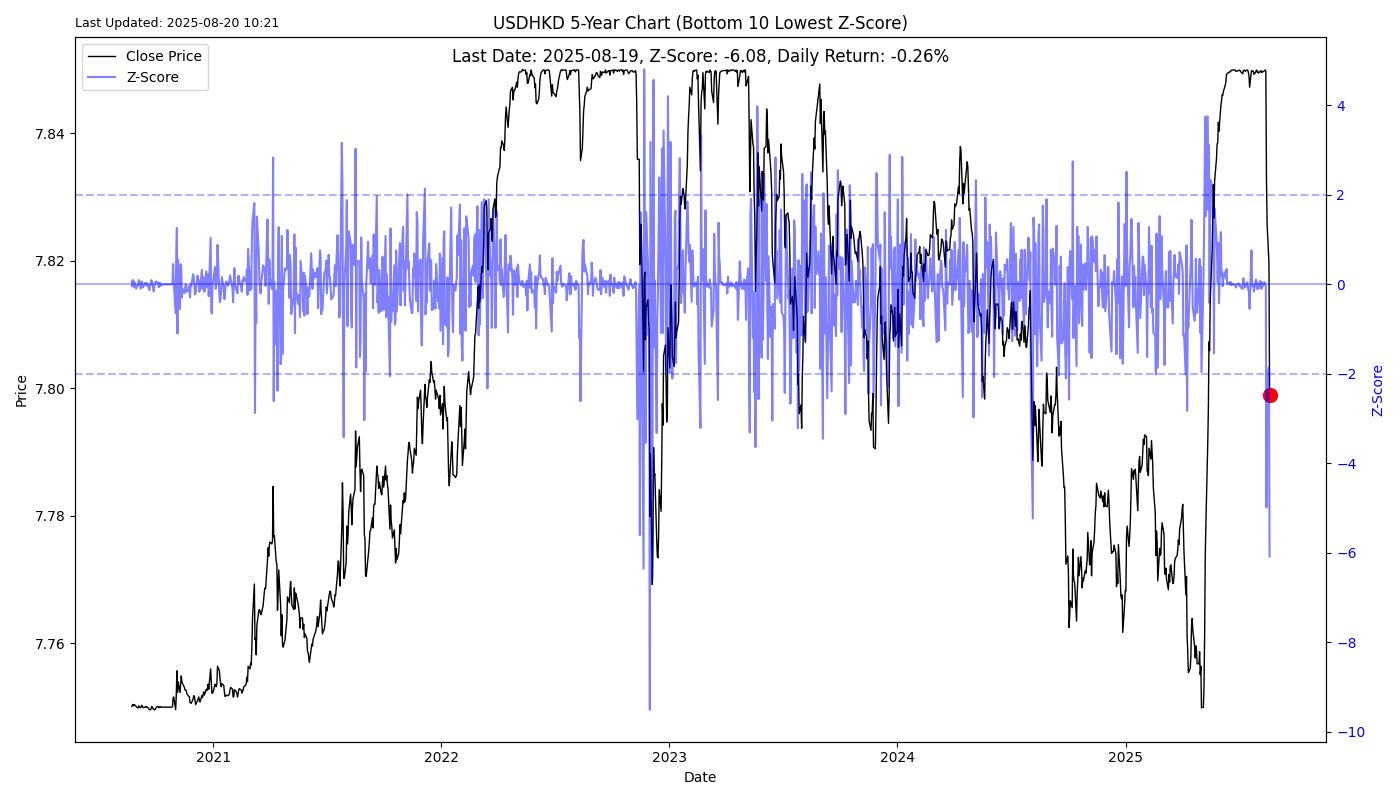 Last Updated: 2025-08-20 10:21
USDHKD 5-Year Chart (Bottom 10 Lowest Z-Score)
Last Date: 2025-08-19, Z-Score: -6.08, Daily Return: -0.26%
Close Price
Z-Score
7.84
7.82
7.80
7.78
7.76
Price
4
2
0
−2
−4
−6
−8
−10
Z-Score
2021
2022
2023
2024
2025
Date